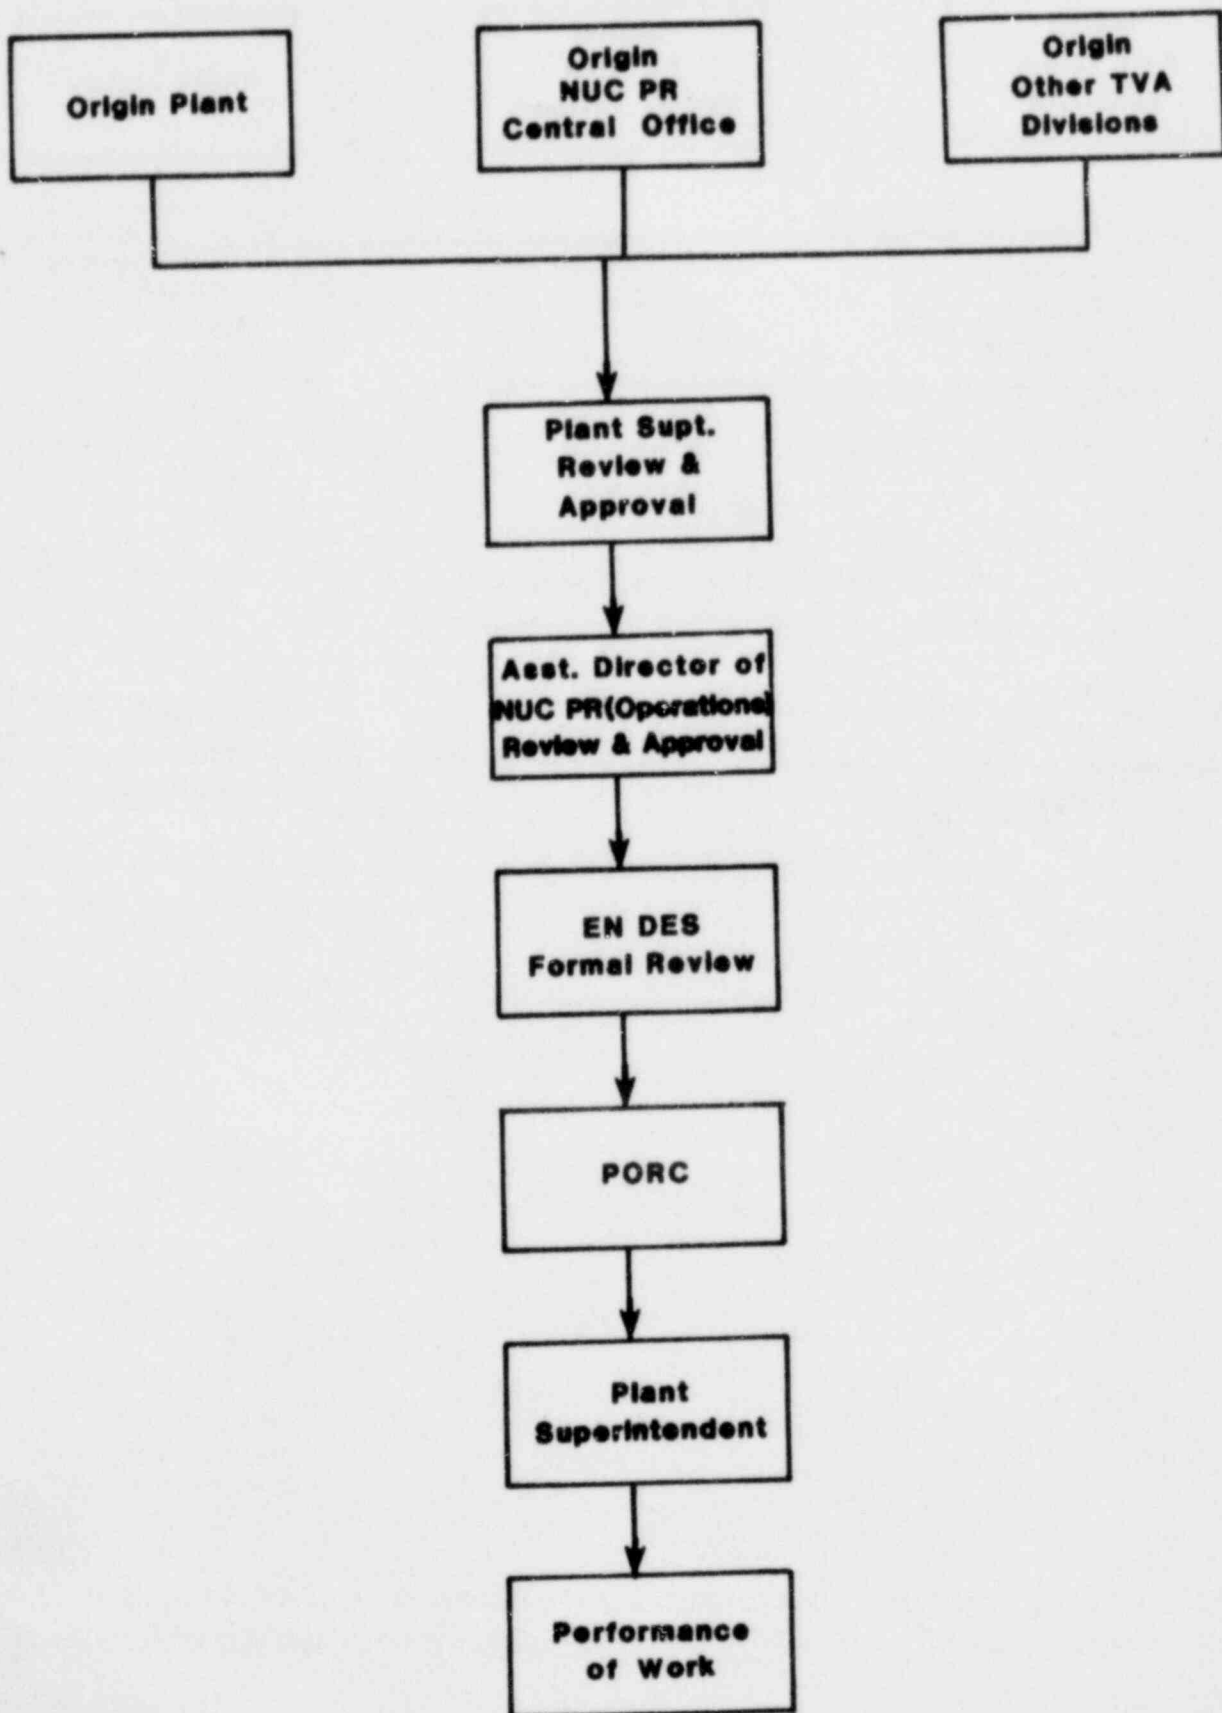 Origin Plant
Origin
NUC PR
Central Office
Origin
Other TVA
Divisions
Plant Supt.
Review &
Approval
Asst. Director of
NUC PR(Operations)
Review & Approval
EN DES
Formal Review
PORC
Plant
Superintendent
Performance
of Work